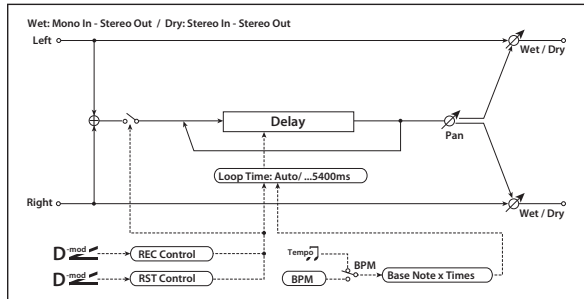 Wet: Mono In - Stereo Out / Dry: Stereo In - Stereo Out
Left
Wet / Dry
Delay
Pan
Loop Time: Auto/ ...5400ms
Right
Wet / Dry
D-mod
REC Control
Tempo
BPM
BPM
Base Note x Times
D-mod
RST Control